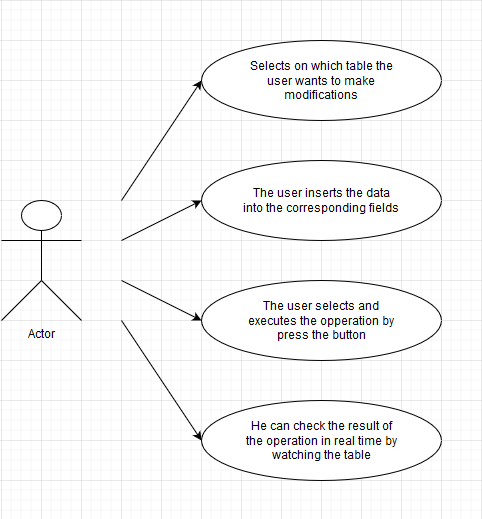 Selects on which table the
user wants to make
modifications
The user inserts the data
into the corresponding fields
The user selects and
executes the opperation by
press the button
Actor
He can check the result of
the operation in real time by
watching the table